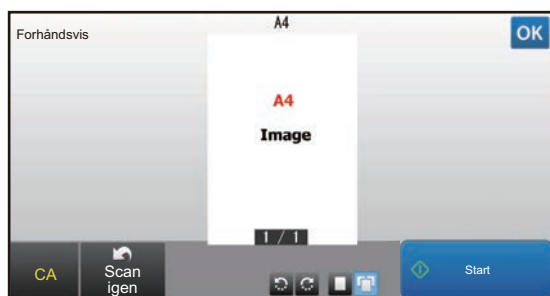 A4
Forhåndsvis
OK
A4
Image
1 / 1
CA
Scan
igen
Start